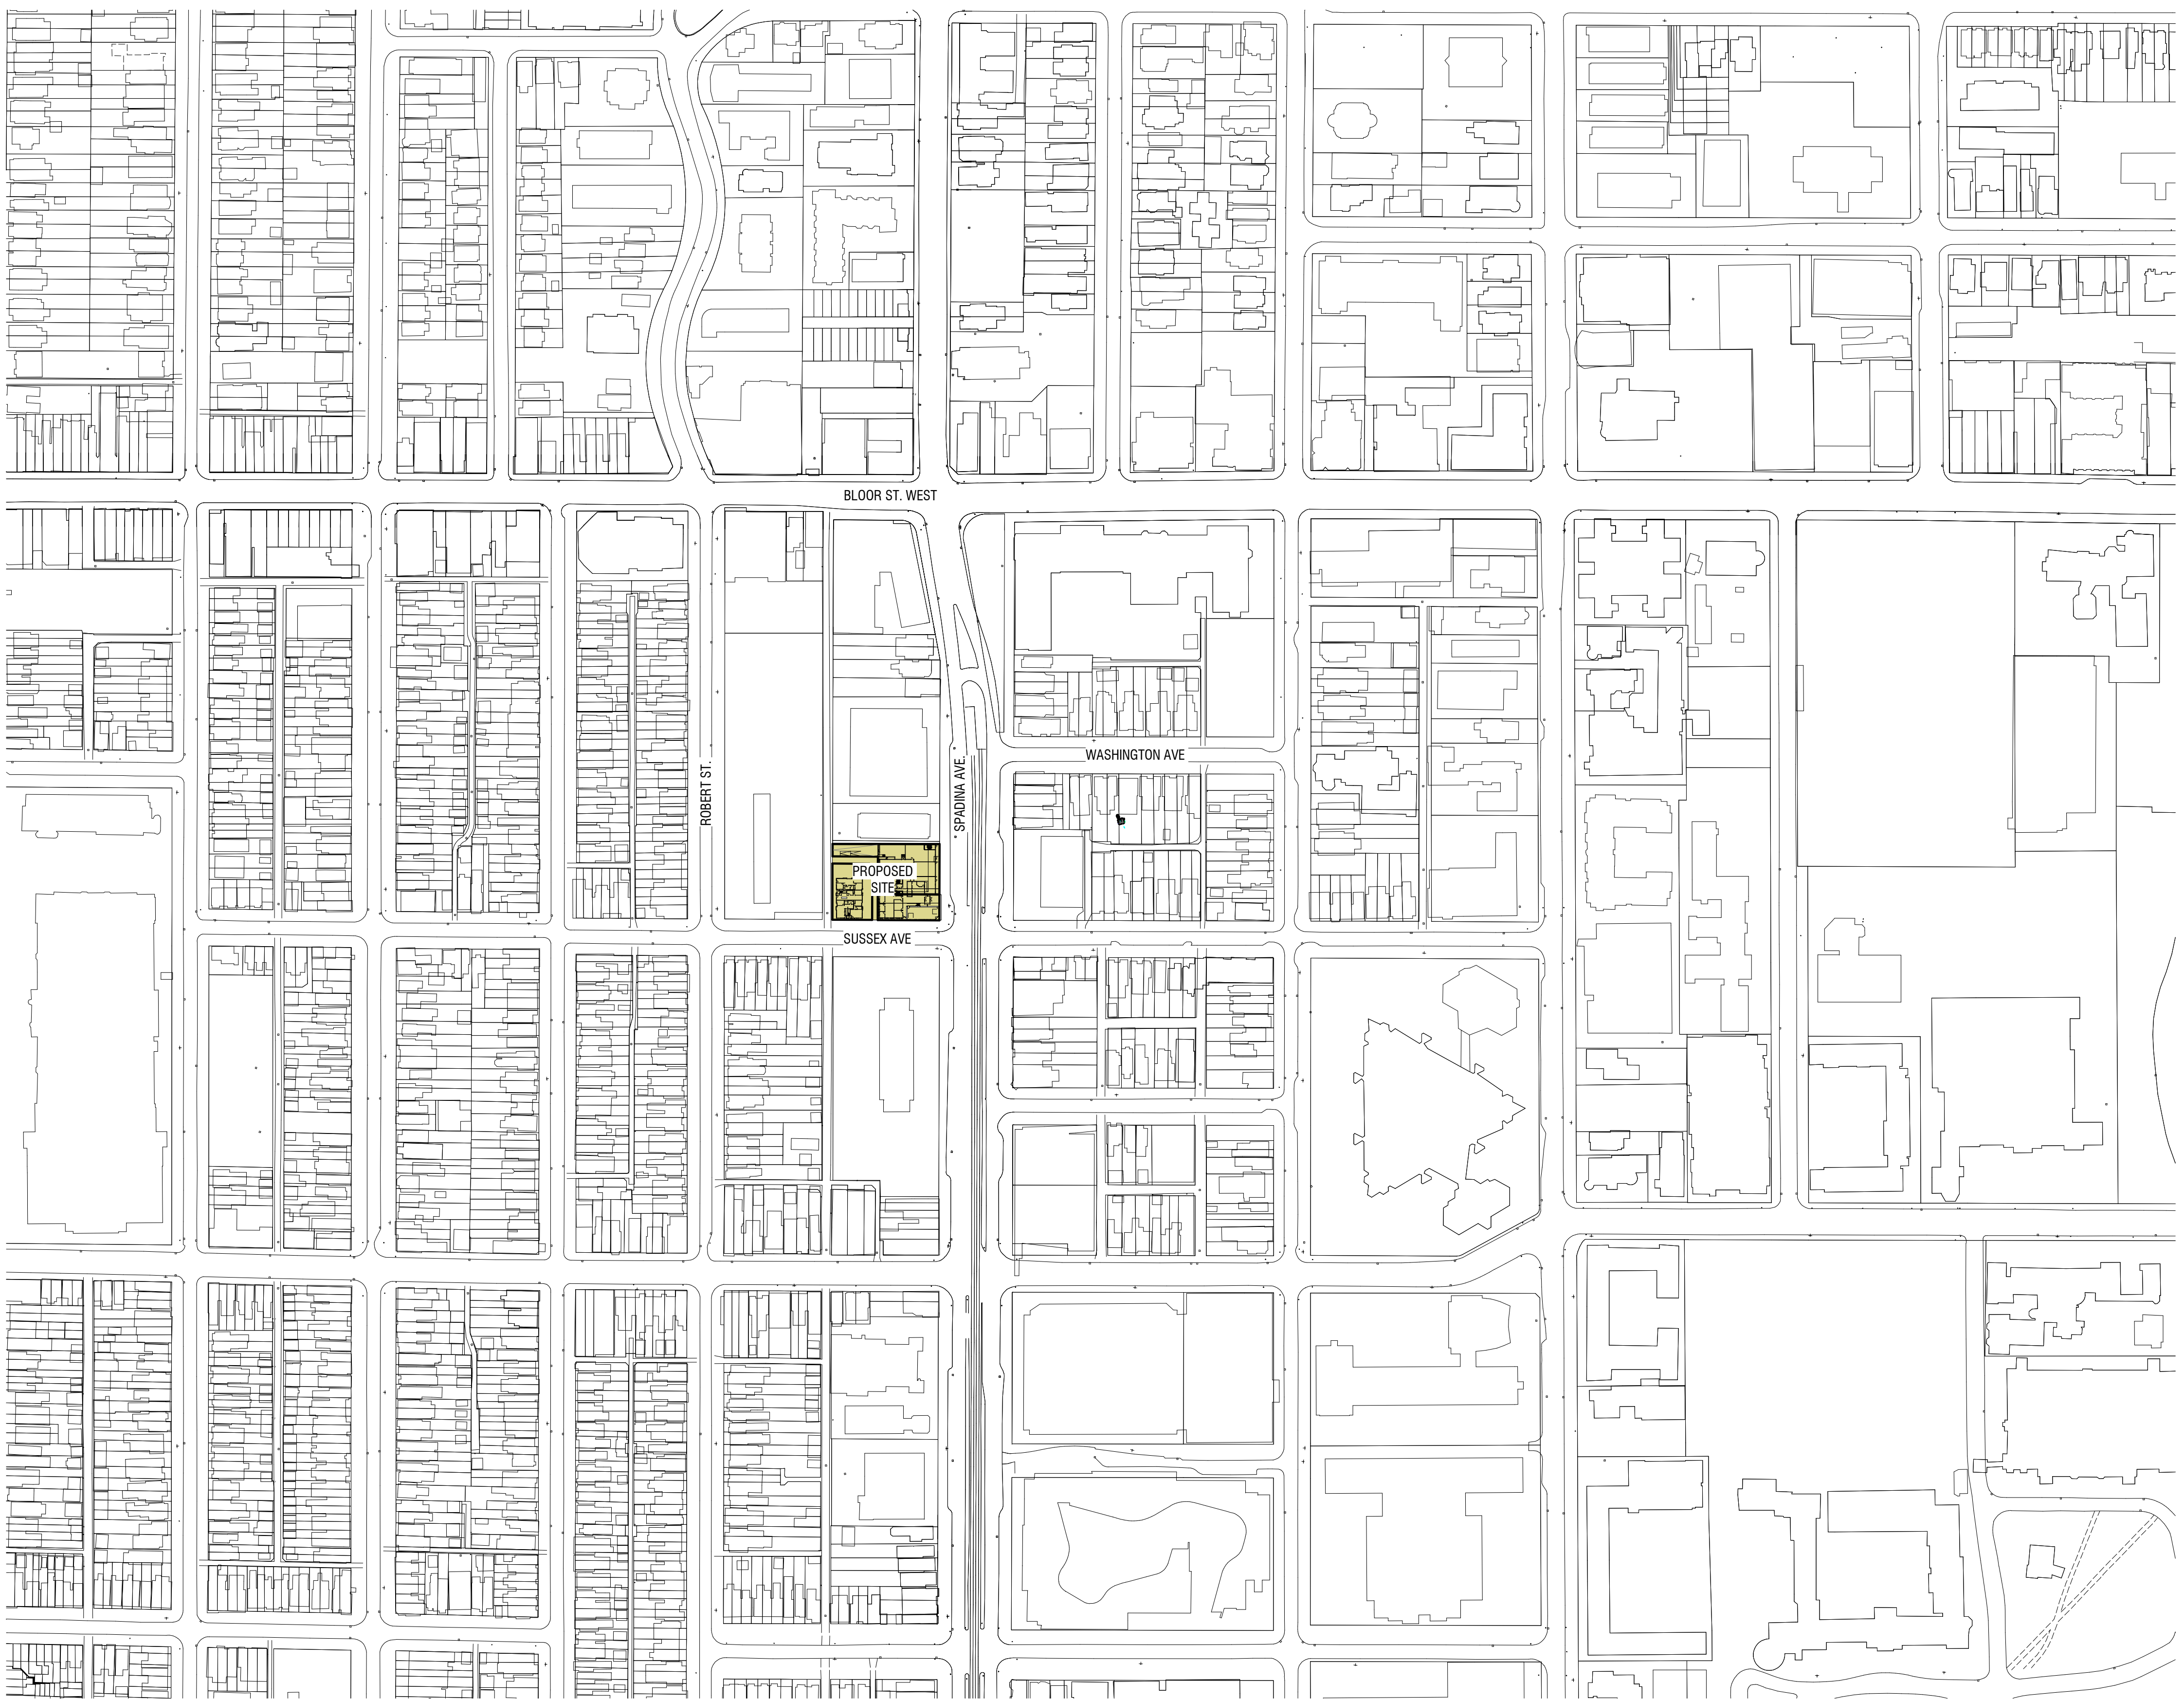 BLOOR ST. WEST
WASHINGTON AVE
ROBERT ST.
SPADINA AVE.
PROPOSED
SITE
SUSSEX AVE